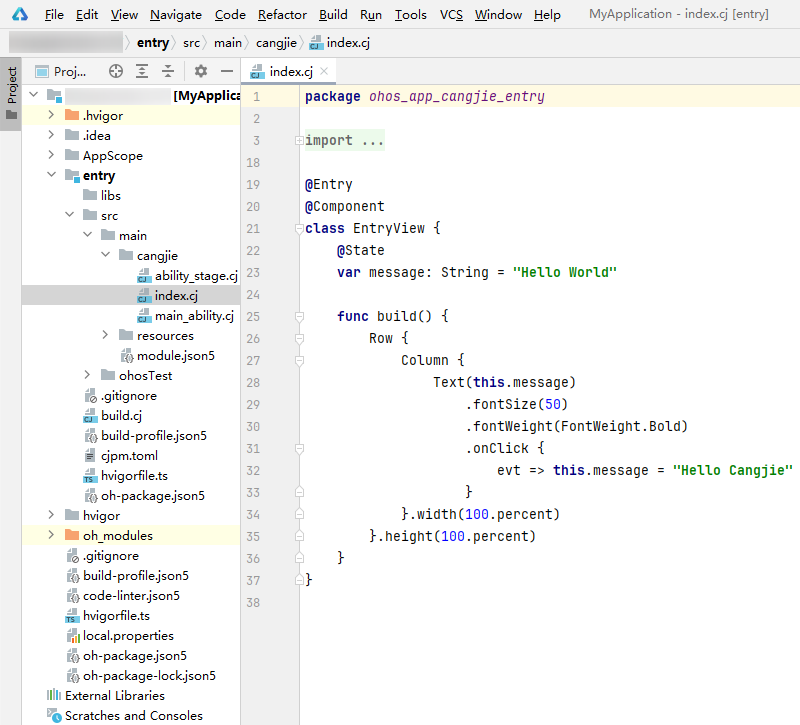 File Edit View Navigate Code Refactor Build Run Tools VCS Window Help MyApplication - index.cj [entry]
entry src main cangjie index.cj
Project
Proj...
index.cj
[MyApplica
.hvigor
.idea
AppScope
entry
libs
src
main
cangjie
ability_stage.cj
index.cj
main_ability.cj
resources
module.json5
ohosTest
.gitignore
build.cj
build-profile.json5
cjpm.toml
hvigorfile.ts
oh-package.json5
hvigor
oh_modules
.gitignore
build-profile.json5
code-linter.json5
hvigorfile.ts
local.properties
oh-package.json5
oh-package-lock.json5
External Libraries
Scratches and Consoles
1 package ohos_app_cangjie_entry
2
3 import ...
18
19 @Entry
20 @Component
21 class EntryView {
22 @State
23 var message: String = "Hello World"
24
25 func build() {
26 Row {
27 Column {
28 Text(this.message)
29 .fontSize(50)
30 .fontWeight(FontWeight.Bold)
31 .onClick {
32 evt => this.message = "Hello Cangjie"
33 }
34 }.width(100.percent)
35 }.height(100.percent)
36 }
37 }
38